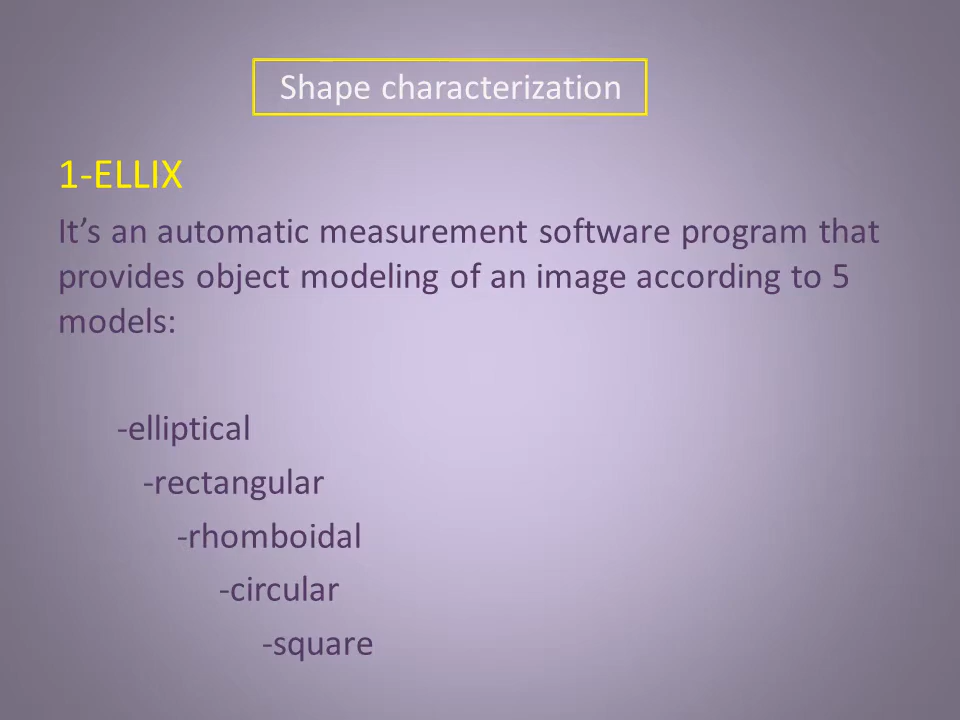 Shape characterization
1-ELLIX
It’s an automatic measurement software program that
provides object modeling of an image according to 5
models:
-elliptical
-rectangular
-rhomboidal
-circular
-square